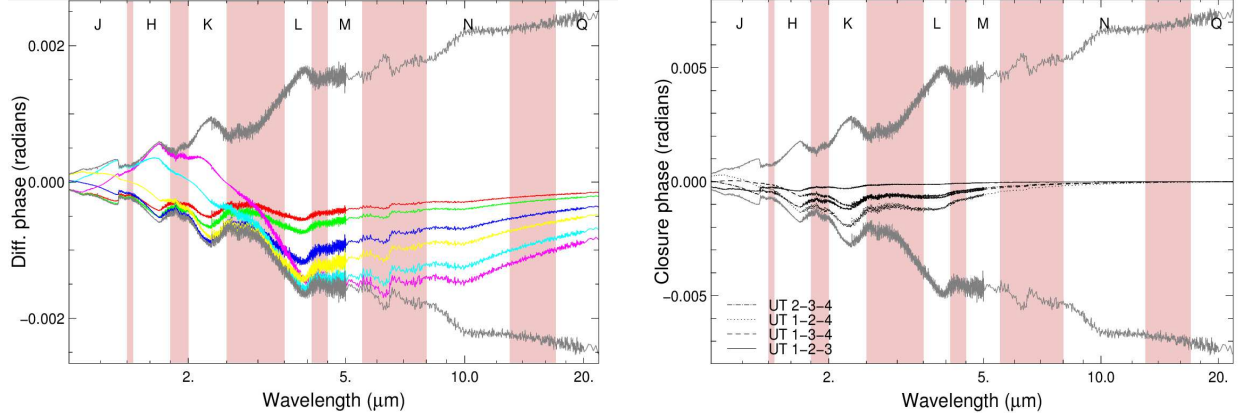 J H K L M N Q
0.002
0.000
−0.002
Diff. phase (radians)
2. 5. 10.0 20.
Wavelength (μm)
J H K L M N Q
0.005
0.000
−0.005
Closure phase (radians)
UT 2−3−4
UT 1−2−4
UT 1−3−4
UT 1−2−3
2. 5. 10.0 20.
Wavelength (μm)